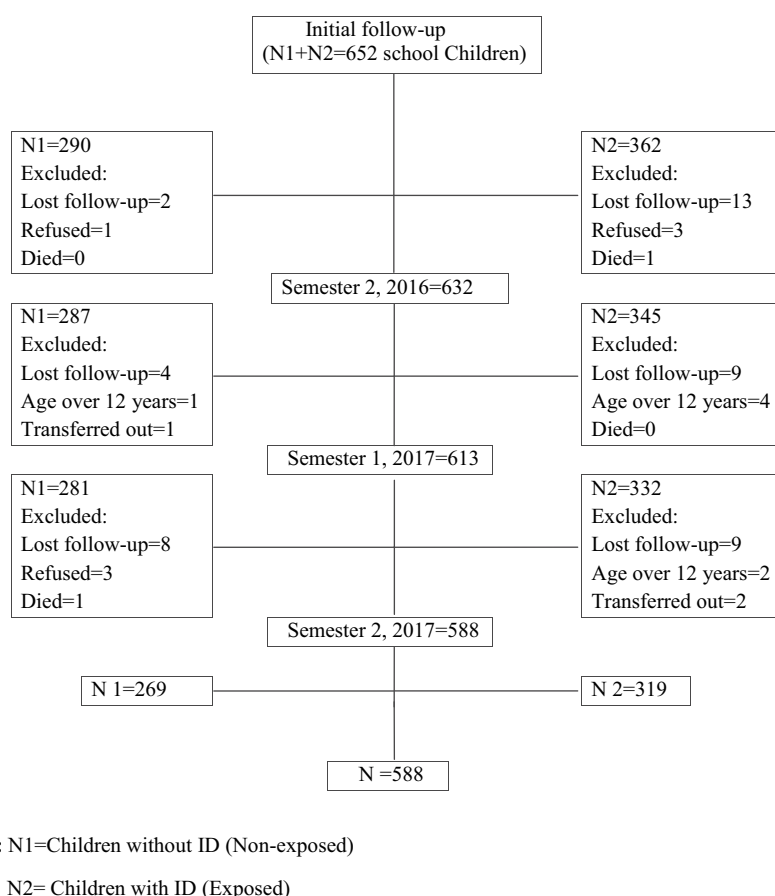 Initial follow-up
(N1+N2=652 school Children)
N1=290
Excluded:
Lost follow-up=2
Refused=1
Died=0
N2=362
Excluded:
Lost follow-up=13
Refused=3
Died=1
Semester 2, 2016=632
N1=287
Excluded:
Lost follow-up=4
Age over 12 years=1
Transferred out=1
N2=345
Excluded:
Lost follow-up=9
Age over 12 years=4
Died=0
Semester 1, 2017=613
N1=281
Excluded:
Lost follow-up=8
Refused=3
Died=1
N2=332
Excluded:
Lost follow-up=9
Age over 12 years=2
Transferred out=2
Semester 2, 2017=588
N 1=269
N 2=319
N =588
: N1=Children without ID (Non-exposed)
N2= Children with ID (Exposed)